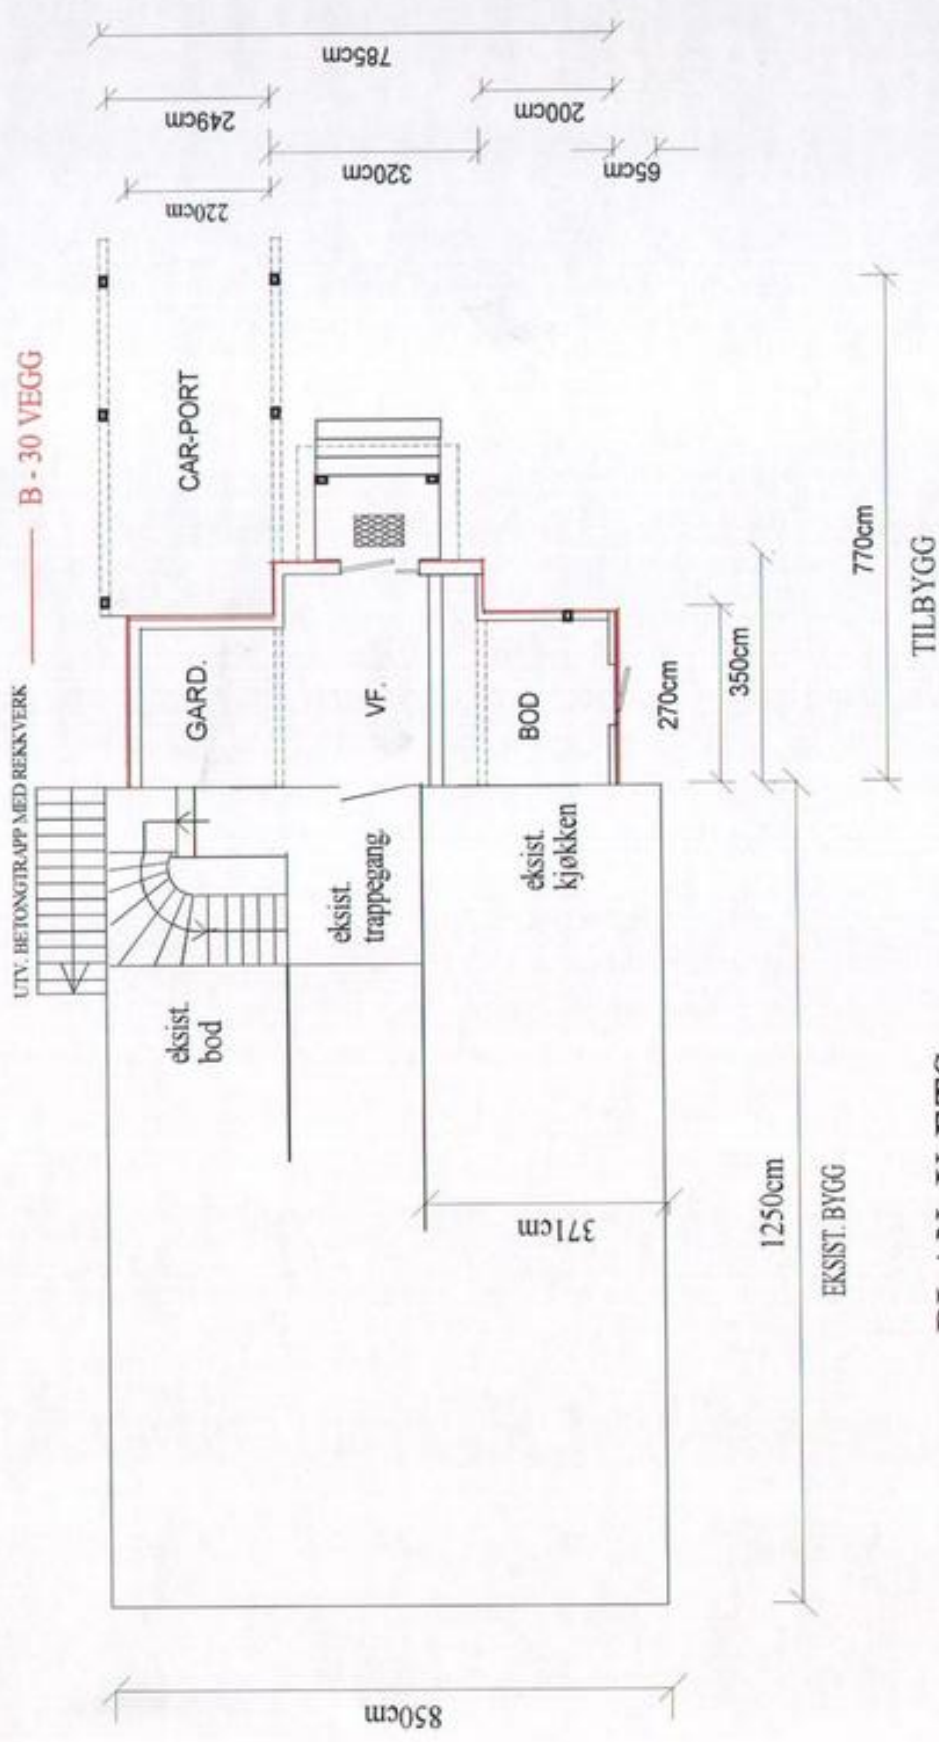 UTV. BETONGTRAPP MED REKKVERK
B - 30 VEGG
785cm
249cm
220cm
320cm
200cm
65cm
CAR-PORT
GARD.
VF.
BOD
eksist.
trappegang.
eksist.
kjøkken
eksist.
bod
371cm
270cm
350cm
770cm
TILBYGG
1250cm
EKSIST. BYGG
850cm